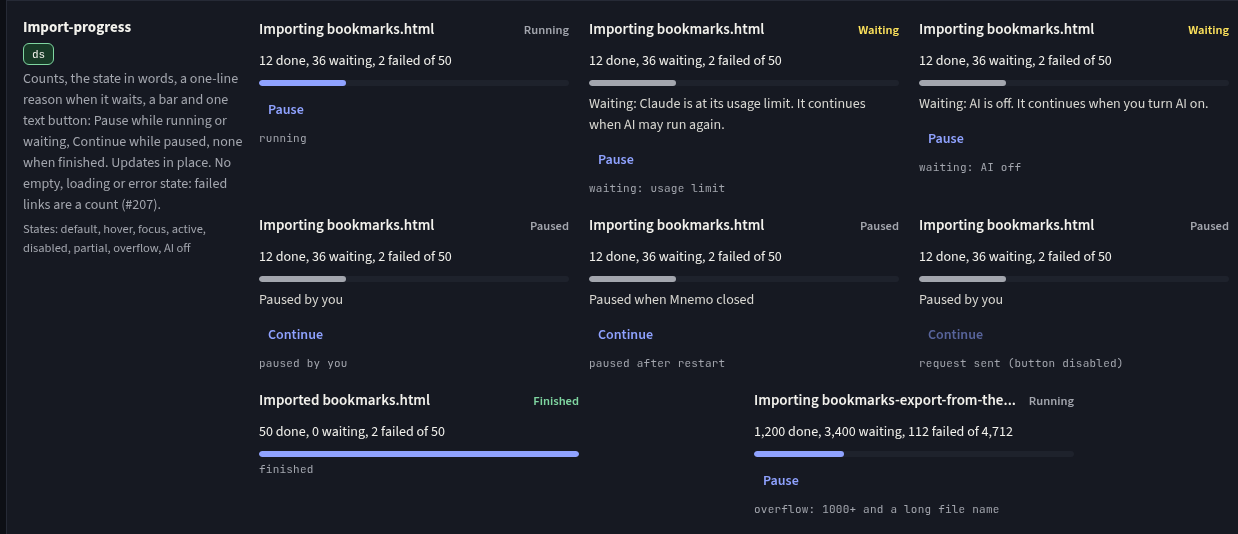 Import-progress
ds
Counts, the state in words, a one-line
reason when it waits, a bar and one
text button: Pause while running or
waiting, Continue while paused, none
when finished. Updates in place. No
empty, loading or error state: failed
links are a count (#207).
States: default, hover, focus, active,
disabled, partial, overflow, AI off
Importing bookmarks.html
Running
12 done, 36 waiting, 2 failed of 50
Pause
running
Importing bookmarks.html
Waiting
12 done, 36 waiting, 2 failed of 50
Waiting: Claude is at its usage limit. It continues
when AI may run again.
Pause
waiting: usage limit
Importing bookmarks.html
Waiting
12 done, 36 waiting, 2 failed of 50
Waiting: AI is off. It continues when you turn AI on.
Pause
waiting: AI off
Importing bookmarks.html
Paused
12 done, 36 waiting, 2 failed of 50
Paused by you
Continue
paused by you
Importing bookmarks.html
Paused
12 done, 36 waiting, 2 failed of 50
Paused when Mnemo closed
Continue
paused after restart
Importing bookmarks.html
Paused
12 done, 36 waiting, 2 failed of 50
Paused by you
Continue
request sent (button disabled)
Imported bookmarks.html
Finished
50 done, 0 waiting, 2 failed of 50
finished
Importing bookmarks-export-from-the...
Running
1,200 done, 3,400 waiting, 112 failed of 4,712
Pause
overflow: 1000+ and a long file name